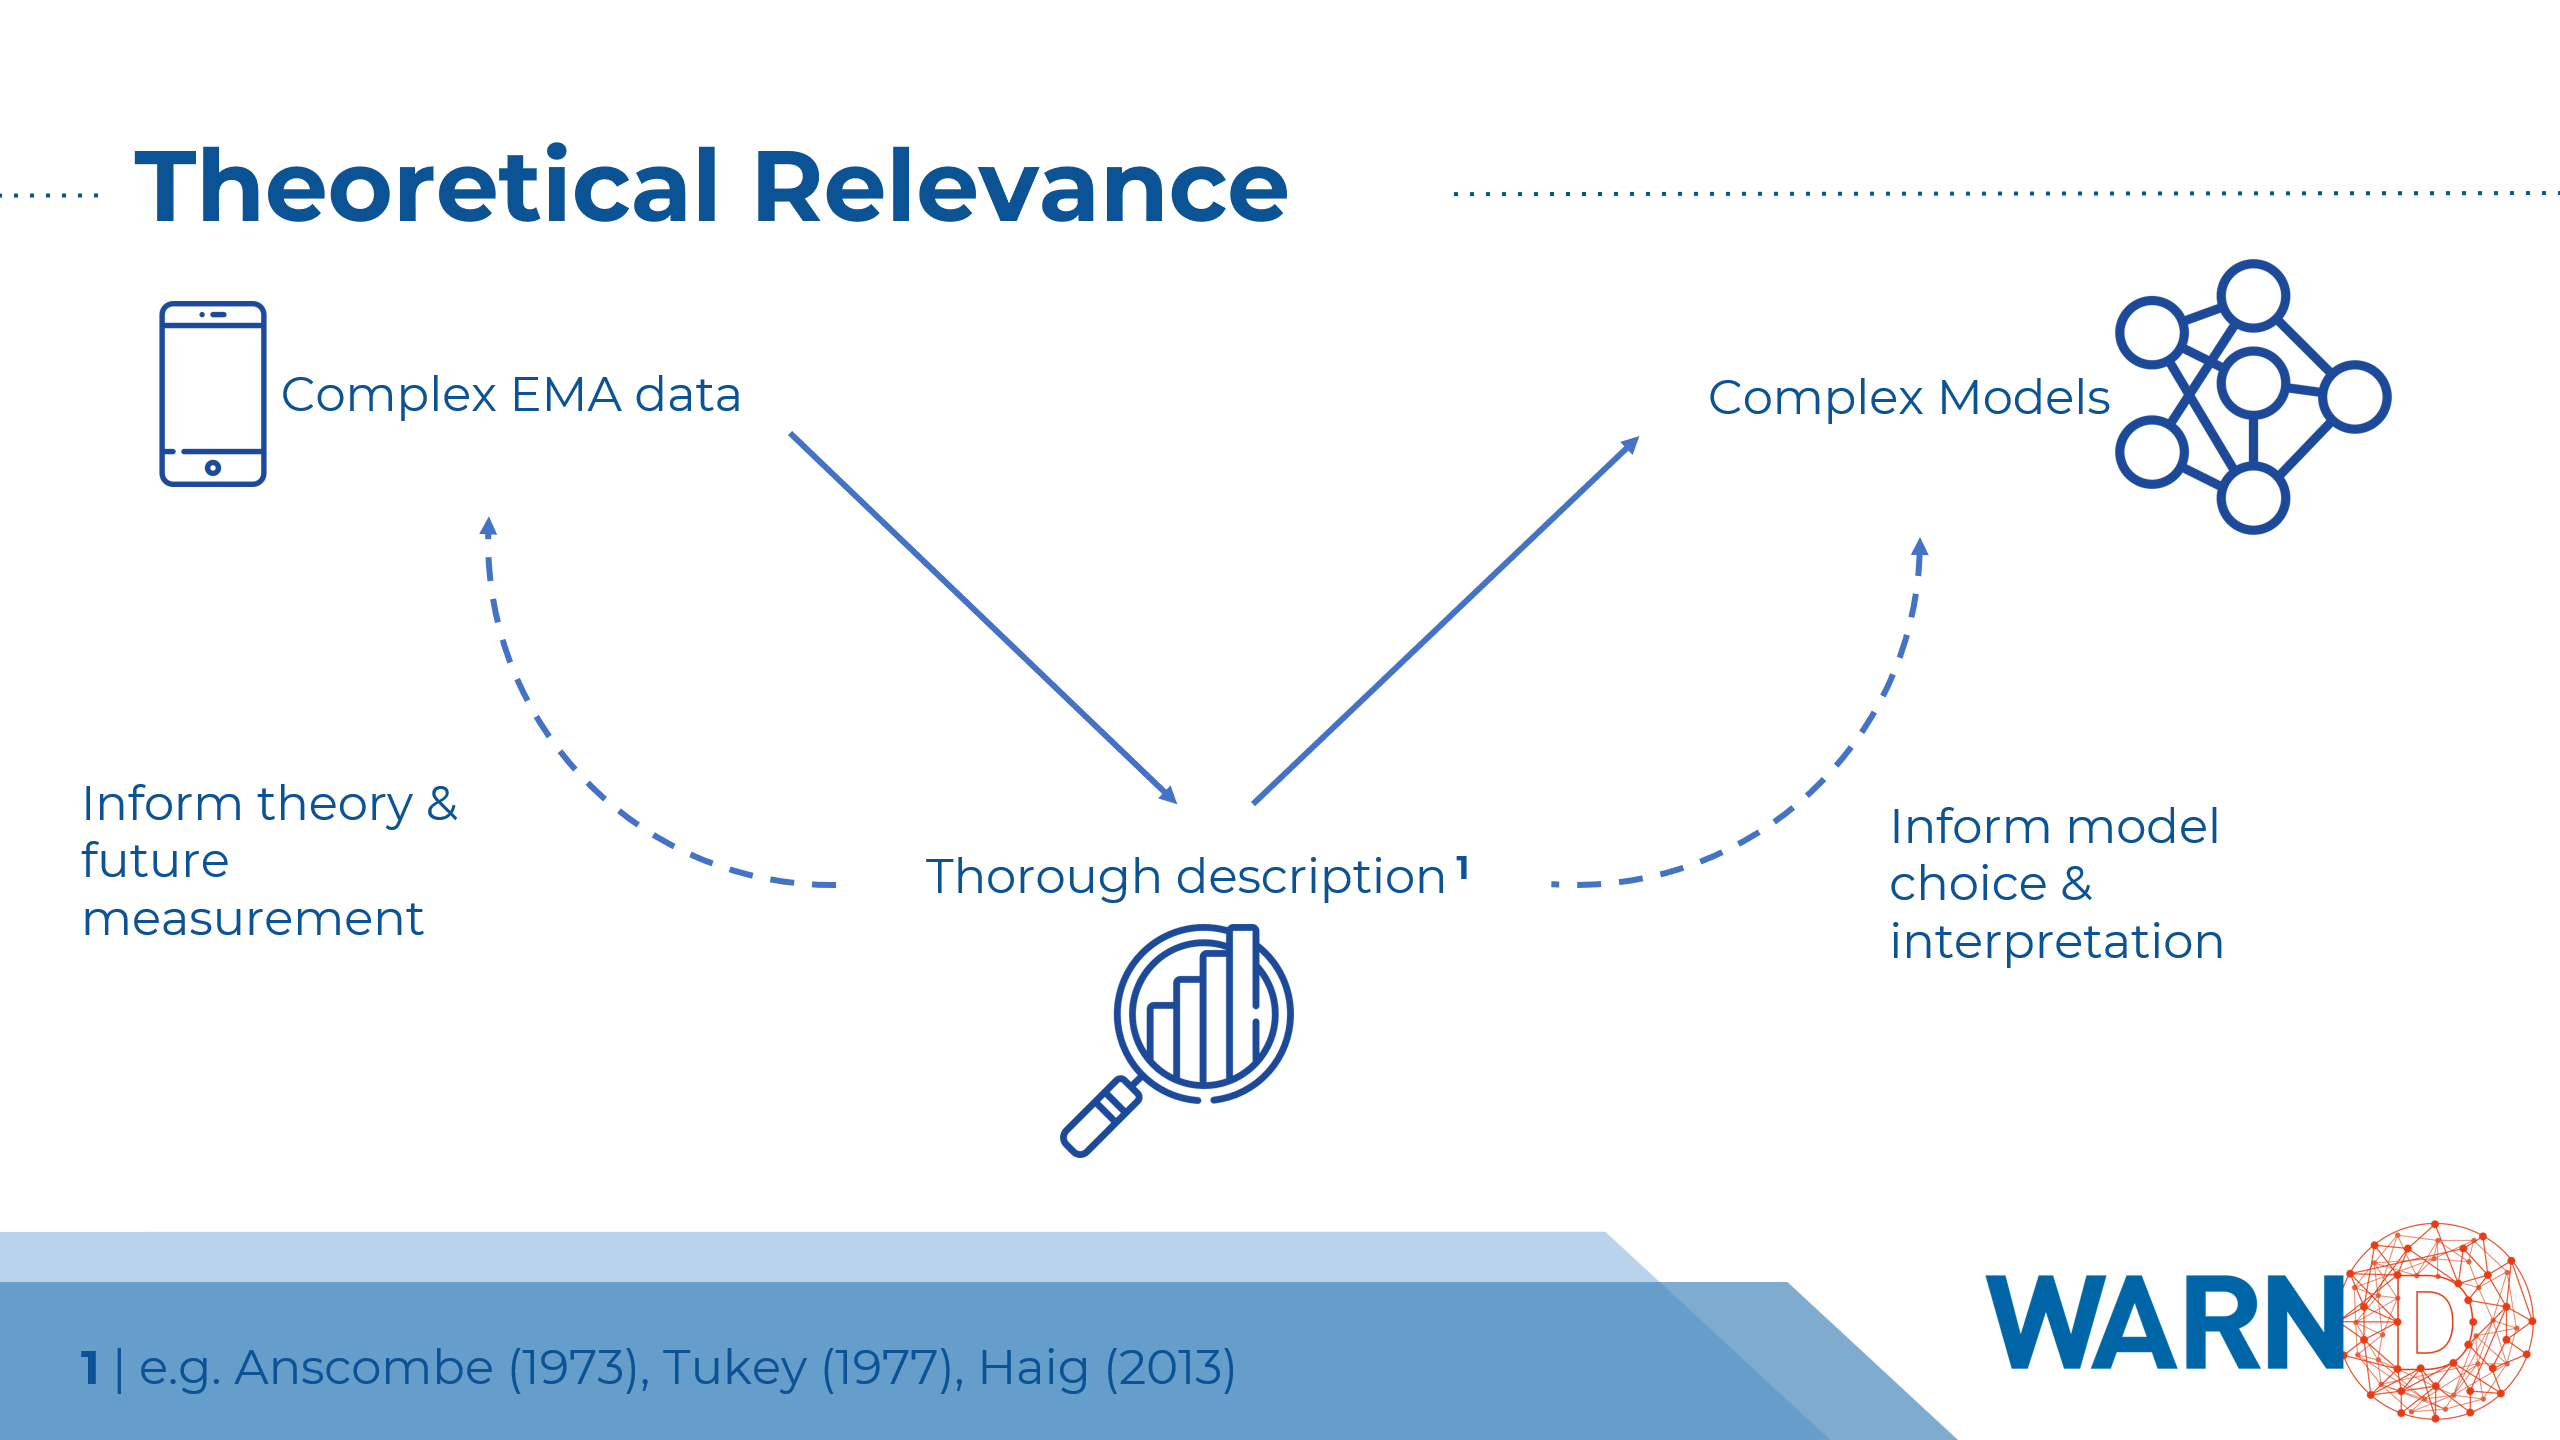 Theoretical Relevance
Complex EMA data
Complex Models
Inform theory &
future
measurement
Thorough description 1
Inform model
choice &
interpretation
1 | e.g. Anscombe (1973), Tukey (1977), Haig (2013)
WARN D